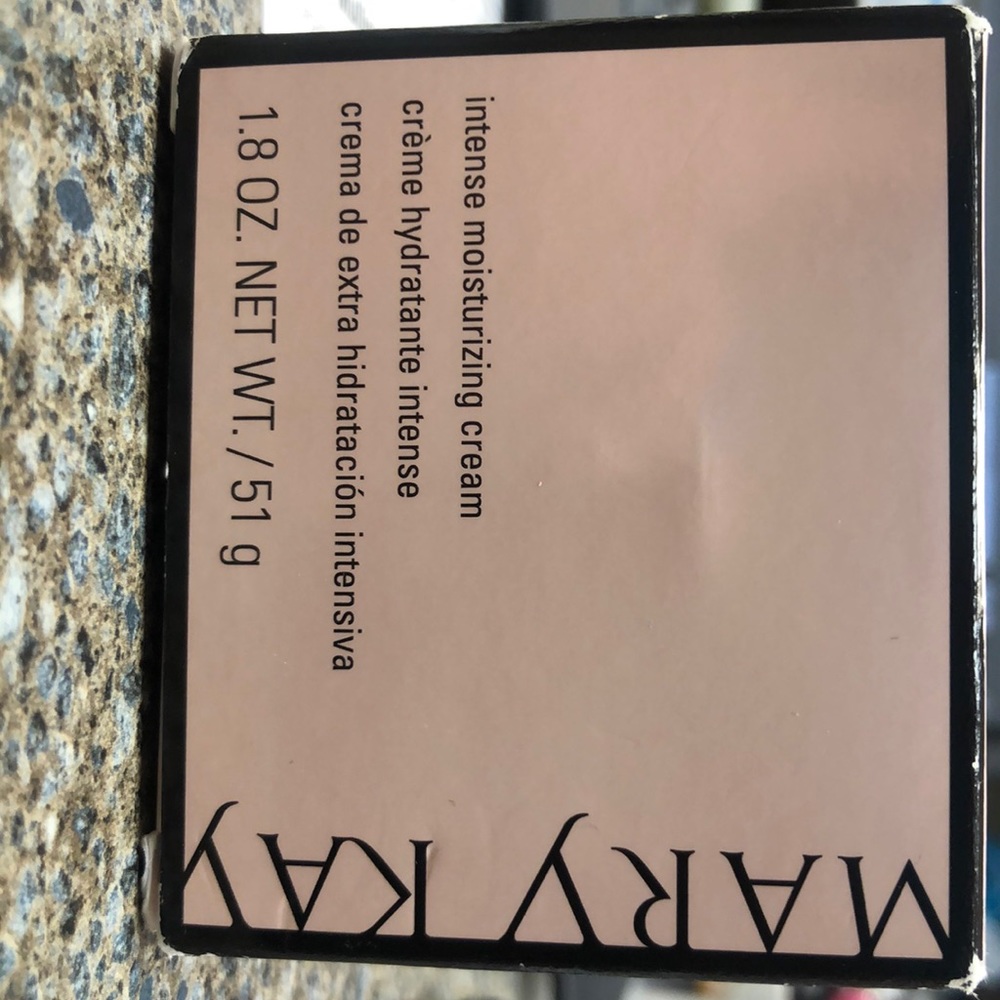 intense moisturizing cream
crème hydratante intense
crema de extra hidratación intensiva
1.8 OZ. NET WT. / 51 g
MARY KAY